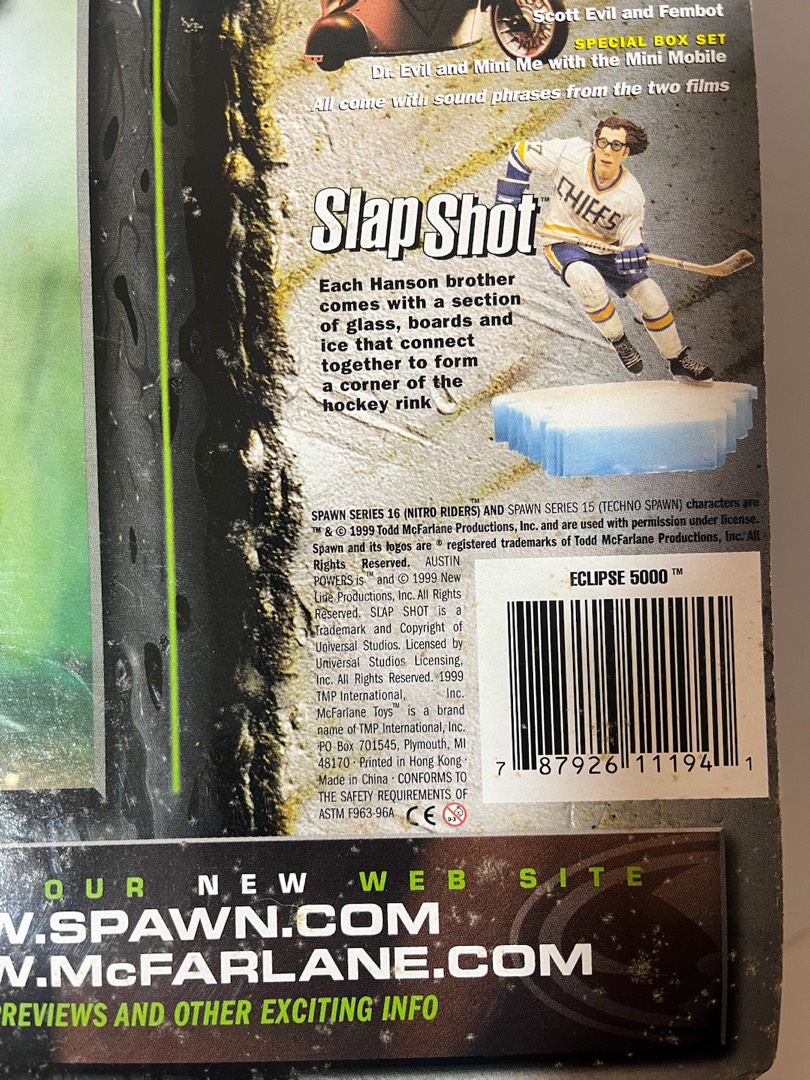 Scott Evil and Fembot
SPECIAL BOX SET
Dr. Evil and Mini Me with the Mini Mobile
All come with sound phrases from the two films
7
CHIEFS
Slap Shot™
Each Hanson brother
comes with a section
of glass, boards and
ice that connect
together to form
a corner of the
hockey rink
SPAWN SERIES 16 (NITRO RIDERS)™ AND SPAWN SERIES 15 (TECHNO SPAWN) characters are
™ & © 1999 Todd McFarlane Productions, Inc. and are used with permission under license.
Spawn and its logos are ® registered trademarks of Todd McFarlane Productions, Inc. All
Rights Reserved. AUSTIN
POWERS is ™ and © 1999 New
Line Productions, Inc. All Rights
Reserved. SLAP SHOT is a
Trademark and Copyright of
Universal Studios. Licensed by
Universal Studios Licensing,
Inc. All Rights Reserved. 1999
TMP International, Inc.
McFarlane Toys™ is a brand
name of TMP International, Inc.
PO Box 701545, Plymouth, MI
48170 · Printed in Hong Kong ·
Made in China · CONFORMS TO
THE SAFETY REQUIREMENTS OF
ASTM F963-96A CE 0-3
ECLIPSE 5000™
7 87926 11194 1
OUR NEW WEB SITE
W.SPAWN.COM
W.McFARLANE.COM
REVIEWS AND OTHER EXCITING INFO